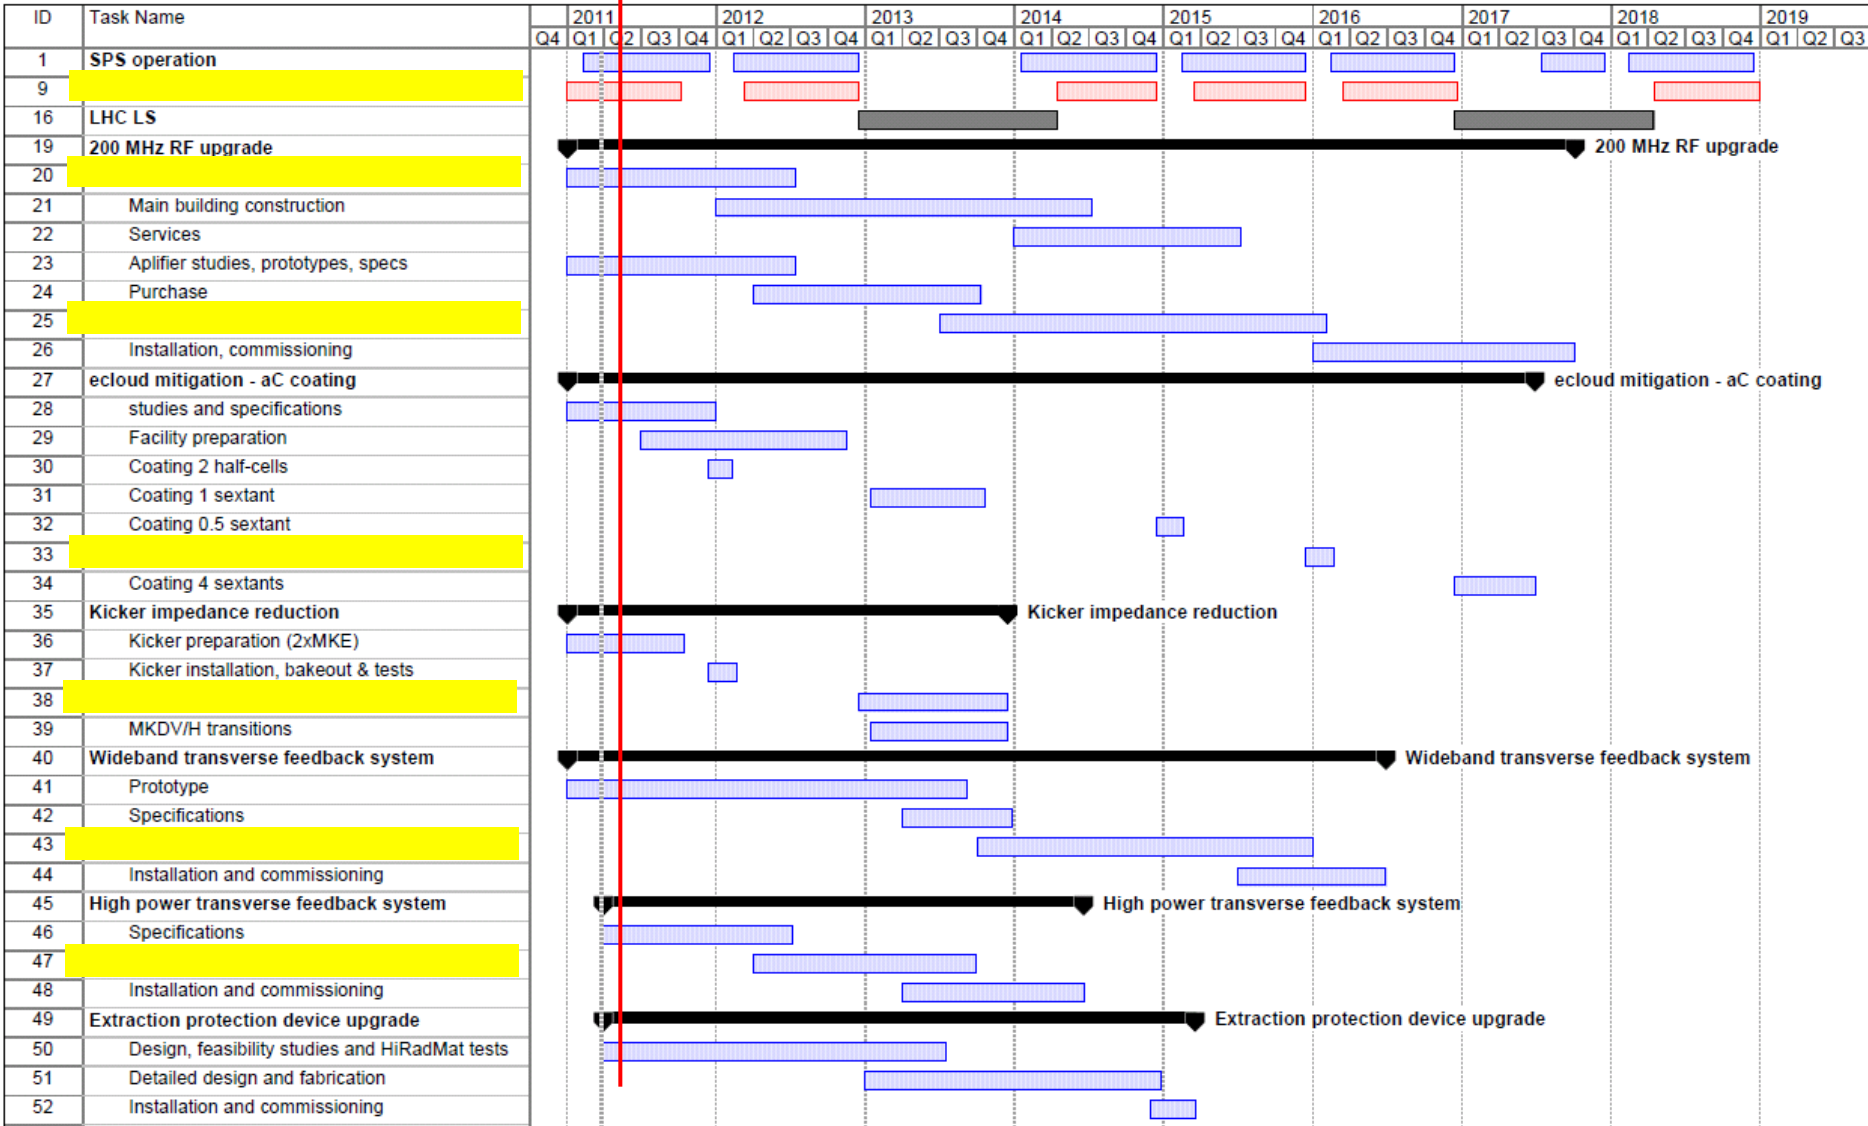 ID Task Name 2011 2012 2013 2014 2015 2016 2017 2018 2019
Q4 Q1 Q2 Q3 Q4 Q1 Q2 Q3 Q4 Q1 Q2 Q3 Q4 Q1 Q2 Q3 Q4 Q1 Q2 Q3 Q4 Q1 Q2 Q3 Q4 Q1 Q2 Q3 Q4 Q1 Q2 Q3 Q4 Q1 Q2 Q3
1 SPS operation
9
16 LHC LS
19 200 MHz RF upgrade 200 MHz RF upgrade
20
21 Main building construction
22 Services
23 Aplifier studies, prototypes, specs
24 Purchase
25
26 Installation, commissioning
27 ecloud mitigation - aC coating ecloud mitigation - aC coating
28 studies and specifications
29 Facility preparation
30 Coating 2 half-cells
31 Coating 1 sextant
32 Coating 0.5 sextant
33
34 Coating 4 sextants
35 Kicker impedance reduction Kicker impedance reduction
36 Kicker preparation (2xMKE)
37 Kicker installation, bakeout & tests
38
39 MKDV/H transitions
40 Wideband transverse feedback system Wideband transverse feedback system
41 Prototype
42 Specifications
43
44 Installation and commissioning
45 High power transverse feedback system High power transverse feedback system
46 Specifications
47
48 Installation and commissioning
49 Extraction protection device upgrade Extraction protection device upgrade
50 Design, feasibility studies and HiRadMat tests
51 Detailed design and fabrication
52 Installation and commissioning